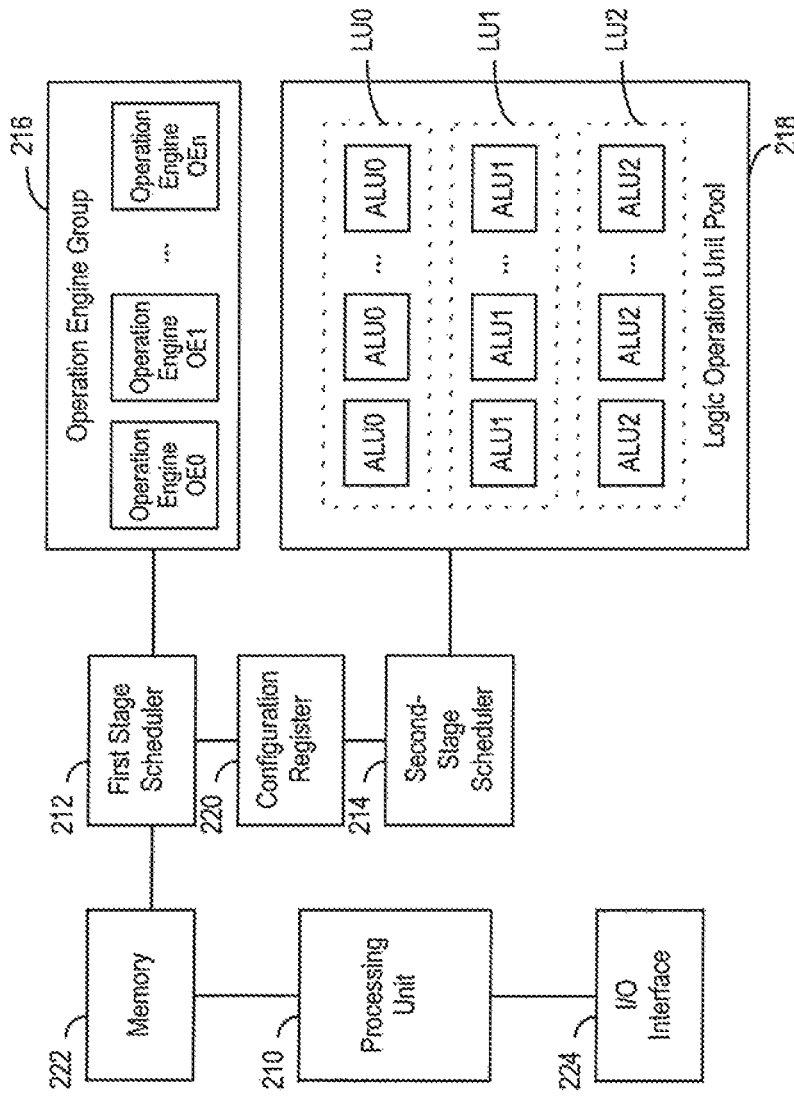 222
Memory
210
Processing
Unit
224
I/O
Interface
212
First Stage
Scheduler
220
Configuration
Register
214
Second-
Stage
Scheduler
216
Operation Engine Group
Operation
Engine
OE0
Operation
Engine
OE1
...
Operation
Engine
OEn
ALU0
ALU0
...
ALU0
LU0
ALU1
ALU1
...
ALU1
LU1
ALU2
ALU2
...
ALU2
LU2
Logic Operation Unit Pool
218